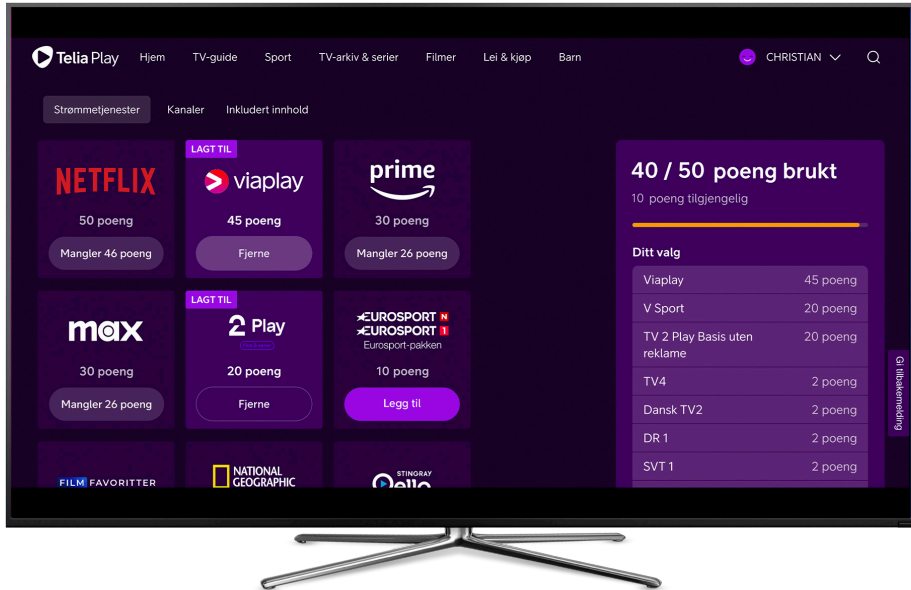 Telia Play
Hjem
TV-guide
Sport
TV-arkiv & serier
Filmer
Lei & kjøp
Barn
CHRISTIAN
Strømmetjenester
Kanaler
Inkludert innhold
NETFLIX
50 poeng
Mangler 46 poeng
LAGT TIL
viaplay
45 poeng
Fjerne
prime
30 poeng
Mangler 26 poeng
max
30 poeng
Mangler 26 poeng
LAGT TIL
2 Play
20 poeng
Fjerne
EUROSPORT N
EUROSPORT 1
Eurosport-pakken
10 poeng
Legg til
FILM FAVORITTER
NATIONAL
GEOGRAPHIC
STINGRAY
Qello
40 / 50 poeng brukt
10 poeng tilgjengelig
Ditt valg
Viaplay 45 poeng
V Sport 20 poeng
TV 2 Play Basis uten 20 poeng
reklame
TV4 2 poeng
Dansk TV2 2 poeng
DR 1 2 poeng
SVT 1 2 poeng
Gi tilbakemelding